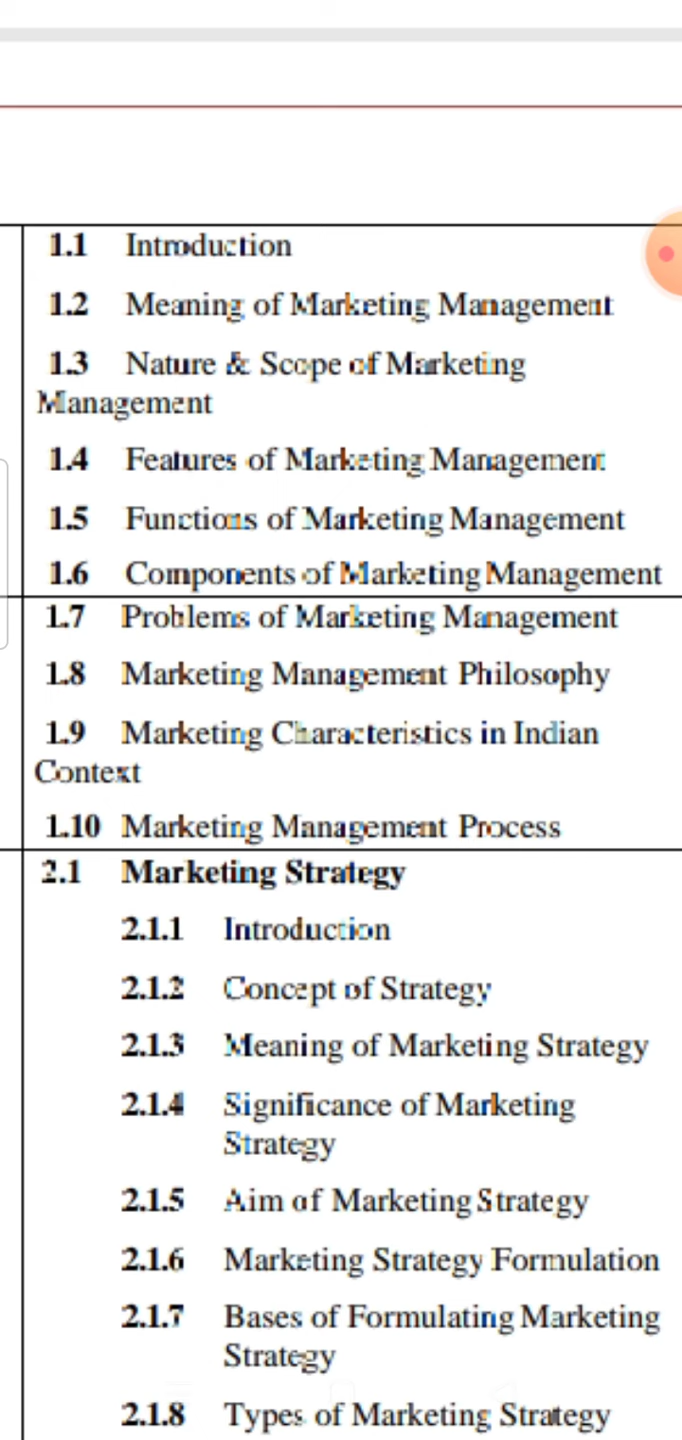 1.1 Introduction
1.2 Meaning of Marketing Management
1.3 Nature & Scope of Marketing
Management
1.4 Features of Marketing Management
1.5 Functions of Marketing Management
1.6 Components of Marketing Management
1.7 Problems of Marketing Management
1.8 Marketing Management Philosophy
1.9 Marketing Characteristics in Indian
Context
1.10 Marketing Management Process
2.1 Marketing Strategy
2.1.1 Introduction
2.1.2 Concept of Strategy
2.1.3 Meaning of Marketing Strategy
2.1.4 Significance of Marketing
Strategy
2.1.5 Aim of Marketing Strategy
2.1.6 Marketing Strategy Formulation
2.1.7 Bases of Formulating Marketing
Strategy
2.1.8 Types of Marketing Strategy